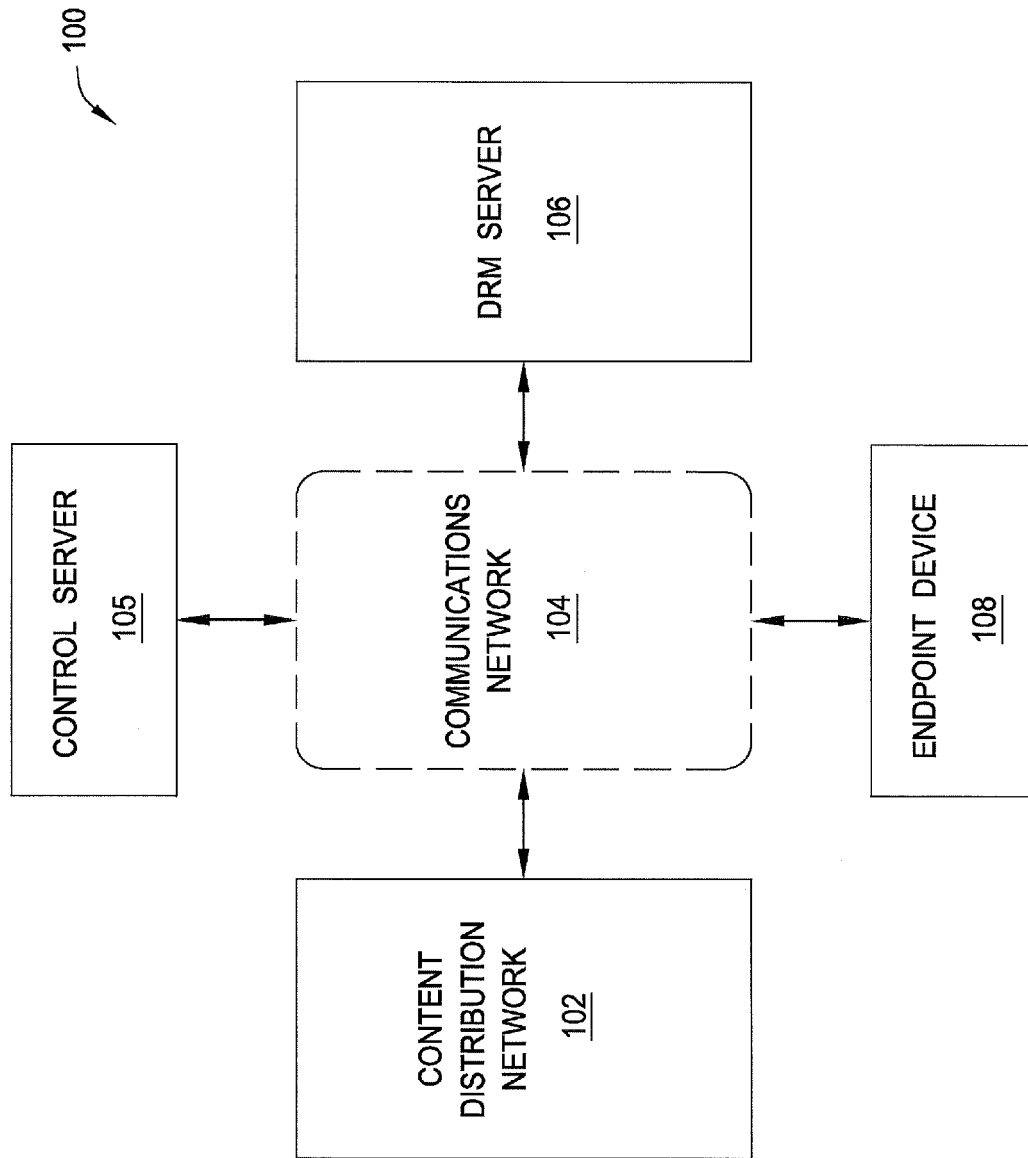 100
CONTROL SERVER
105
CONTENT
DISTRIBUTION
NETWORK
102
COMMUNICATIONS
NETWORK
104
DRM SERVER
106
ENDPOINT DEVICE
108